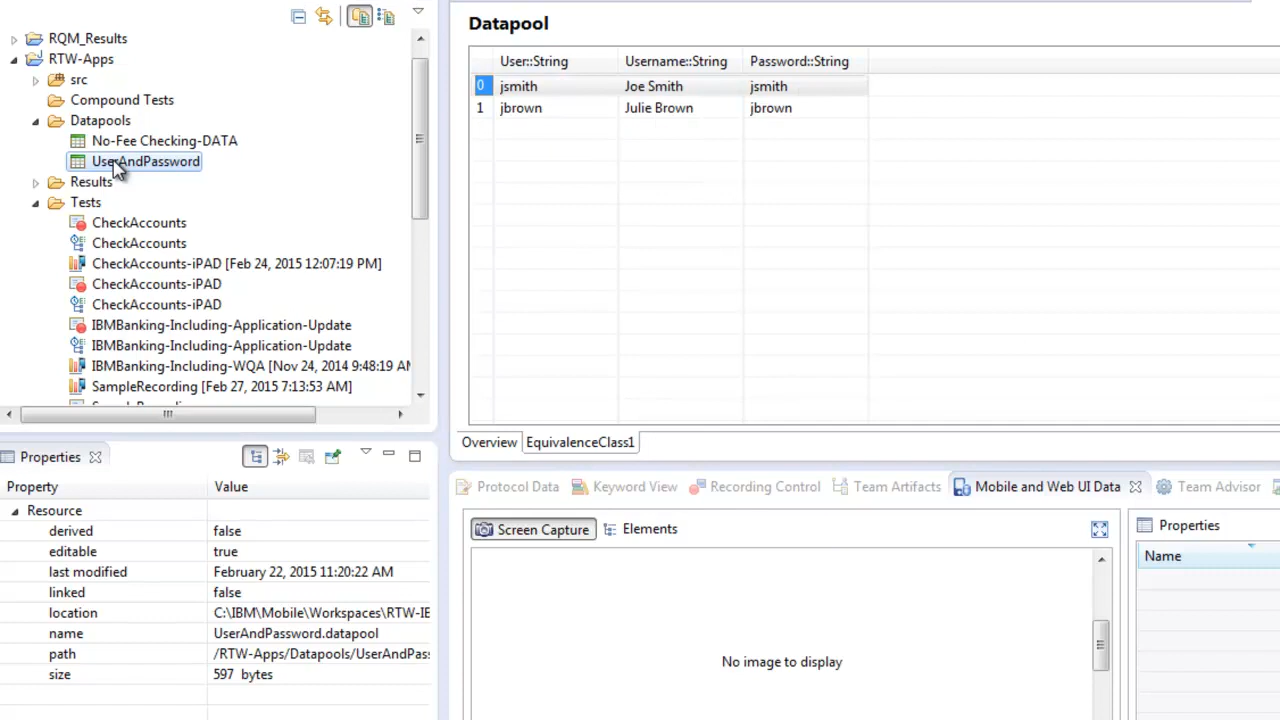 RQM_Results
RTW-Apps
src
Compound Tests
Datapools
No-Fee Checking-DATA
UserAndPassword
Results
Tests
CheckAccounts
CheckAccounts
CheckAccounts-iPAD [Feb 24, 2015 12:07:19 PM]
CheckAccounts-iPAD
CheckAccounts-iPAD
IBMBanking-Including-Application-Update
IBMBanking-Including-Application-Update
IBMBanking-Including-WQA [Nov 24, 2014 9:48:19 AM
SampleRecording [Feb 27, 2015 7:13:53 AM]
Datapool
User::String Username::String Password::String
0 jsmith Joe Smith jsmith
1 jbrown Julie Brown jbrown
Overview EquivalenceClass1
Properties
Property Value
Resource
derived false
editable true
last modified February 22, 2015 11:20:22 AM
linked false
location C:\IBM\Mobile\Workspaces\RTW-IE
name UserAndPassword.datapool
path /RTW-Apps/Datapools/UserAndPass
size 597 bytes
Protocol Data Keyword View Recording Control Team Artifacts Mobile and Web UI Data Team Advisor
Screen Capture Elements
No image to display
Properties
Name